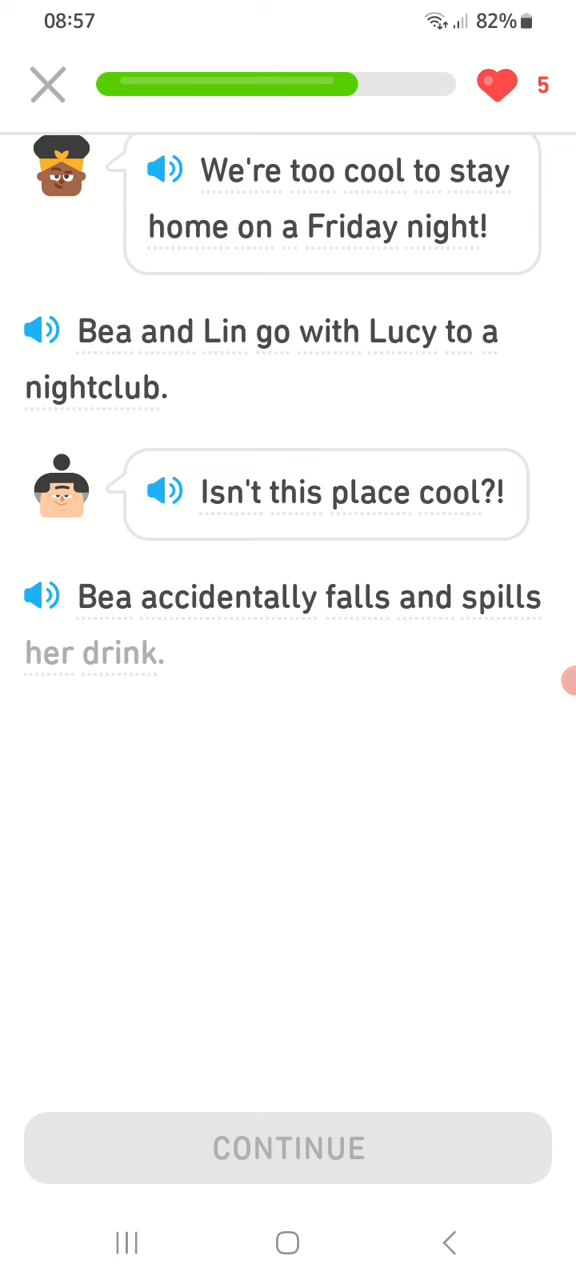 08:57 82%
5
We're too cool to stay
home on a Friday night!
Bea and Lin go with Lucy to a
nightclub.
Isn't this place cool?!
Bea accidentally falls and spills
her drink.
CONTINUE